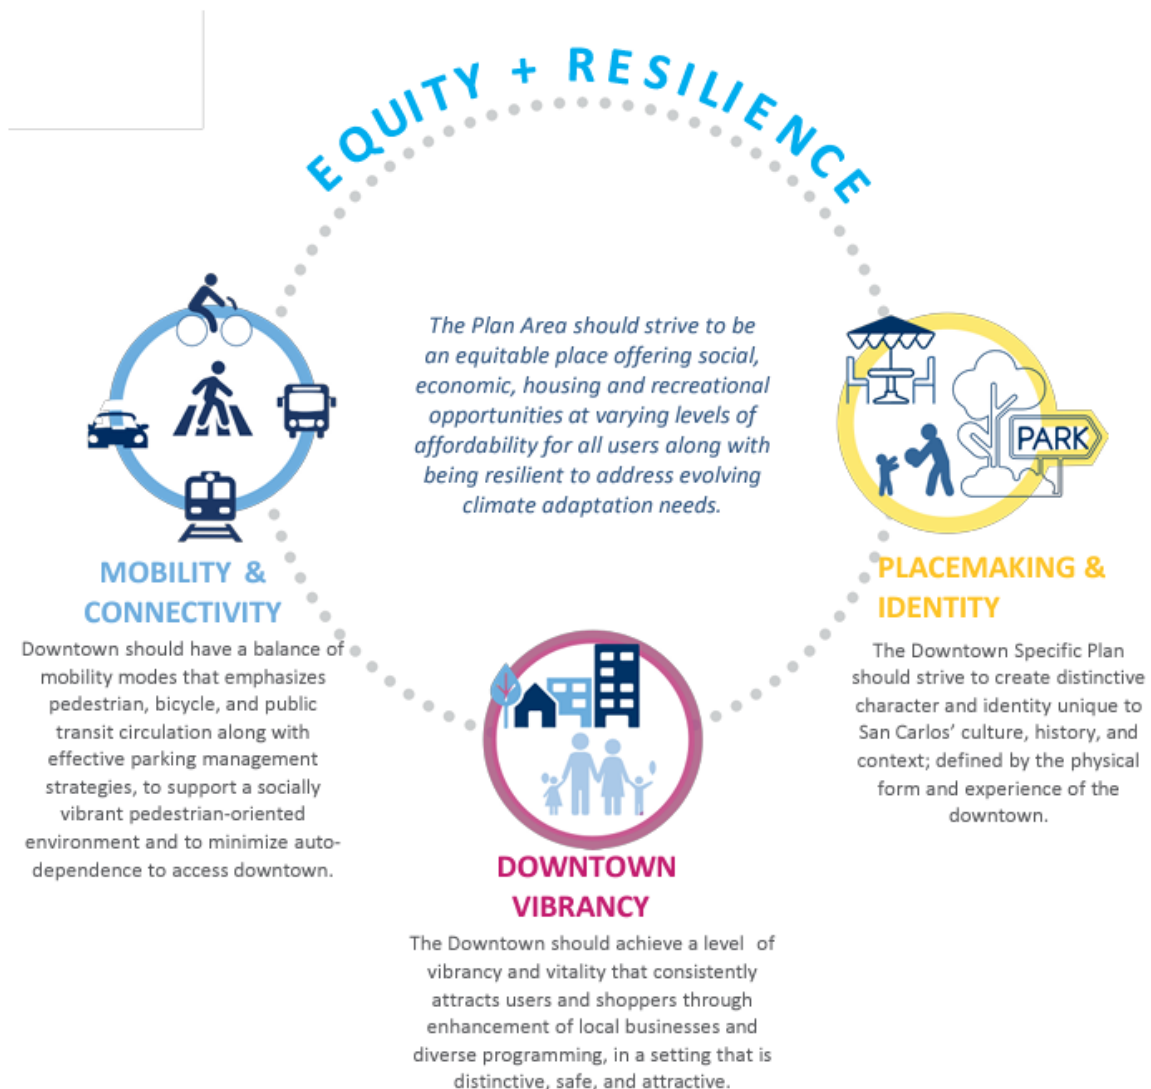 EQUITY + RESILIENCE
The Plan Area should strive to be
an equitable place offering social,
economic, housing and recreational
opportunities at varying levels of
affordability for all users along with
being resilient to address evolving
climate adaptation needs.
PARK
MOBILITY &
CONNECTIVITY
Downtown should have a balance of
mobility modes that emphasizes
pedestrian, bicycle, and public
transit circulation along with
effective parking management
strategies, to support a socially
vibrant pedestrian-oriented
environment and to minimize auto-
dependence to access downtown.
PLACEMAKING &
IDENTITY
The Downtown Specific Plan
should strive to create distinctive
character and identity unique to
San Carlos’ culture, history, and
context; defined by the physical
form and experience of the
downtown.
DOWNTOWN
VIBRANCY
The Downtown should achieve a level of
vibrancy and vitality that consistently
attracts users and shoppers through
enhancement of local businesses and
diverse programming, in a setting that is
distinctive, safe, and attractive.